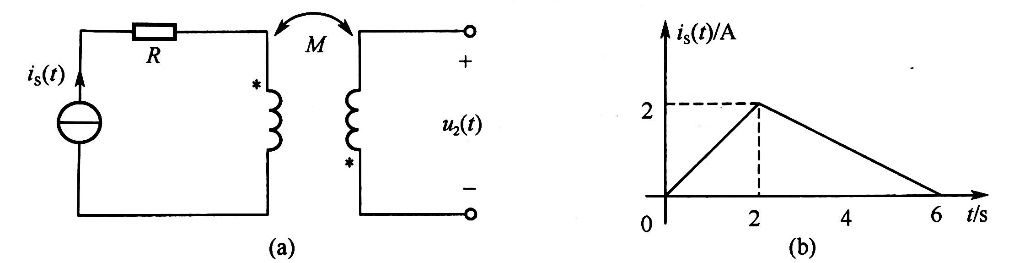 R
M
i_s(t)
*
*
+
u_2(t)
−
(a)
i_s(t)/A
2
0
2
4
6
t/s
(b)